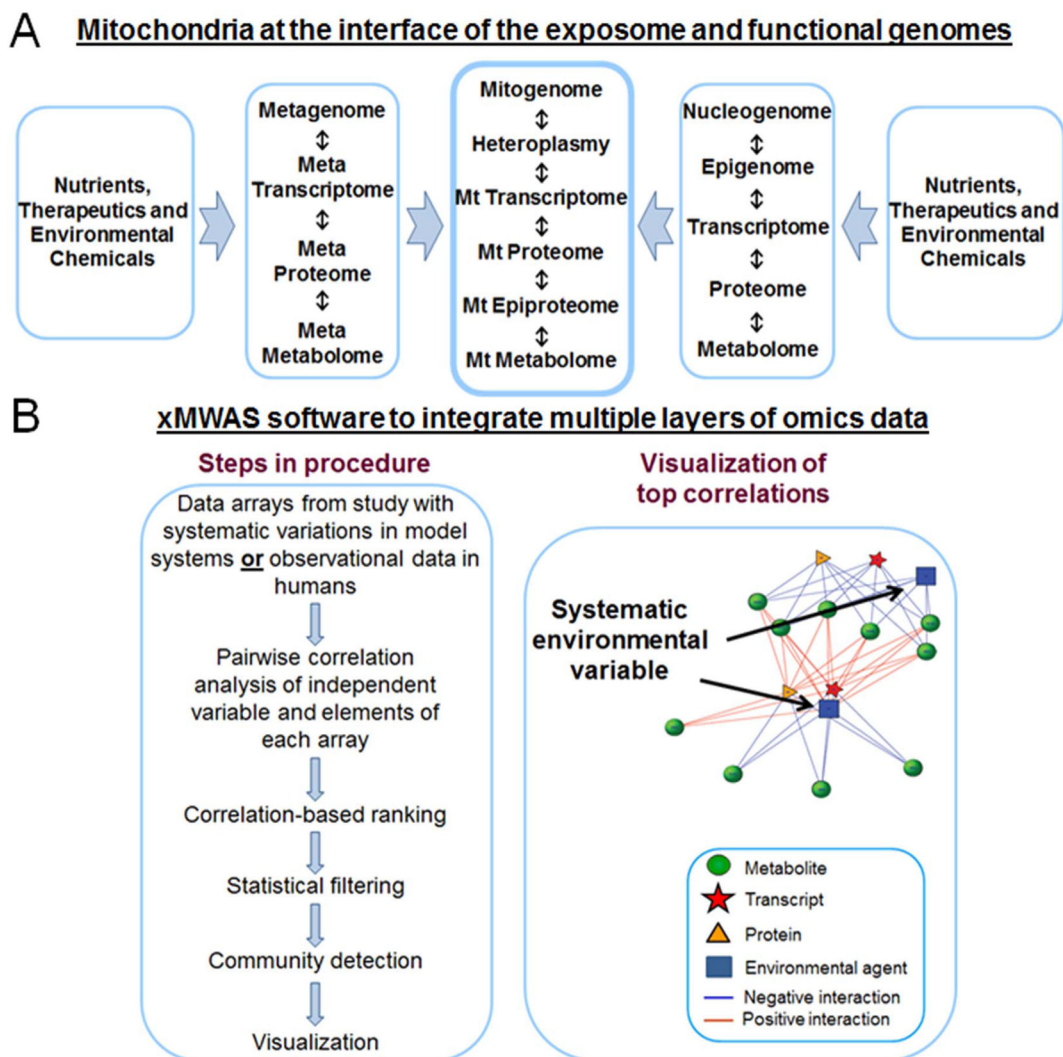 A
Mitochondria at the interface of the exposome and functional genomes
Nutrients,
Therapeutics and
Environmental
Chemicals
Metagenome
Meta
Transcriptome
Meta
Proteome
Meta
Metabolome
Mitogenome
Heteroplasmy
Mt Transcriptome
Mt Proteome
Mt Epiproteome
Mt Metabolome
Nucleogenome
Epigenome
Transcriptome
Proteome
Metabolome
Nutrients,
Therapeutics and
Environmental
Chemicals
B
xMWAS software to integrate multiple layers of omics data
Steps in procedure
Data arrays from study with
systematic variations in model
systems or observational data in
humans
Pairwise correlation
analysis of independent
variable and elements of
each array
Correlation-based ranking
Statistical filtering
Community detection
Visualization
Visualization of
top correlations
Systematic
environmental
variable
Metabolite
Transcript
Protein
Environmental agent
Negative interaction
Positive interaction